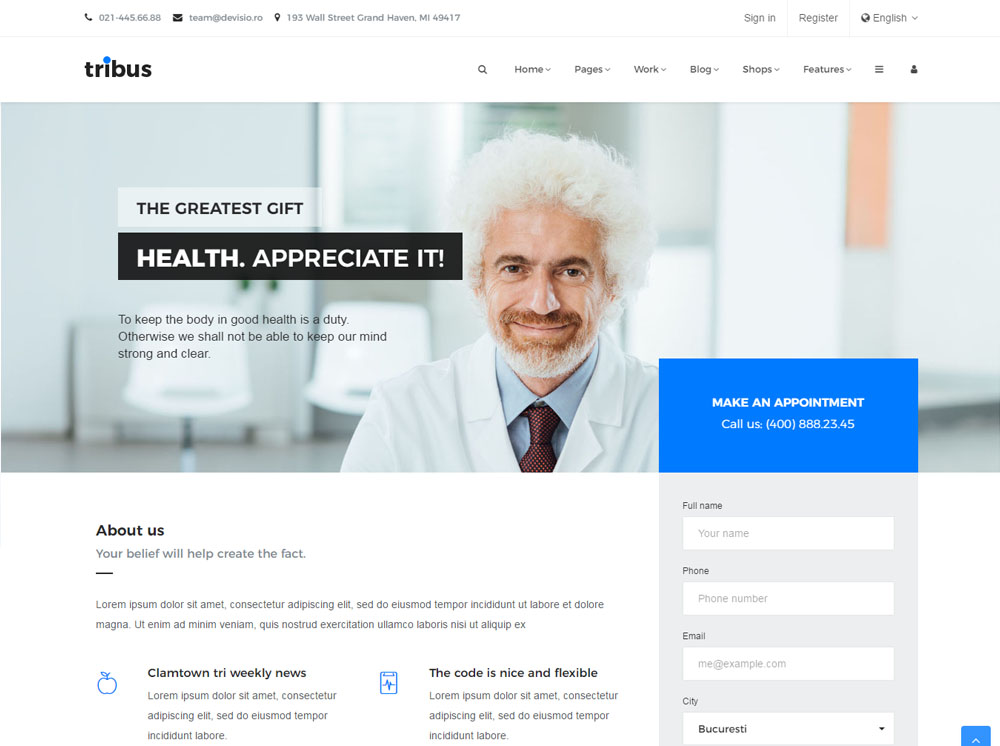 021-445.66.88 team@devisio.ro 193 Wall Street Grand Haven, MI 49417 Sign in Register English
tribus Home Pages Work Blog Shops Features
THE GREATEST GIFT
HEALTH. APPRECIATE IT!
To keep the body in good health is a duty.
Otherwise we shall not be able to keep our mind
strong and clear.
MAKE AN APPOINTMENT
Call us: (400) 888.23.45
About us
Your belief will help create the fact.
Lorem ipsum dolor sit amet, consectetur adipiscing elit, sed do eiusmod tempor incididunt ut labore et dolore
magna. Ut enim ad minim veniam, quis nostrud exercitation ullamco laboris nisi ut aliquip ex
Clamtown tri weekly news
Lorem ipsum dolor sit amet, consectetur
adipiscing elit, sed do eiusmod tempor
incididunt labore.
The code is nice and flexible
Lorem ipsum dolor sit amet, consectetur
adipiscing elit, sed do eiusmod tempor
incididunt labore.
Full name
Your name
Phone
Phone number
Email
me@example.com
City
Bucuresti